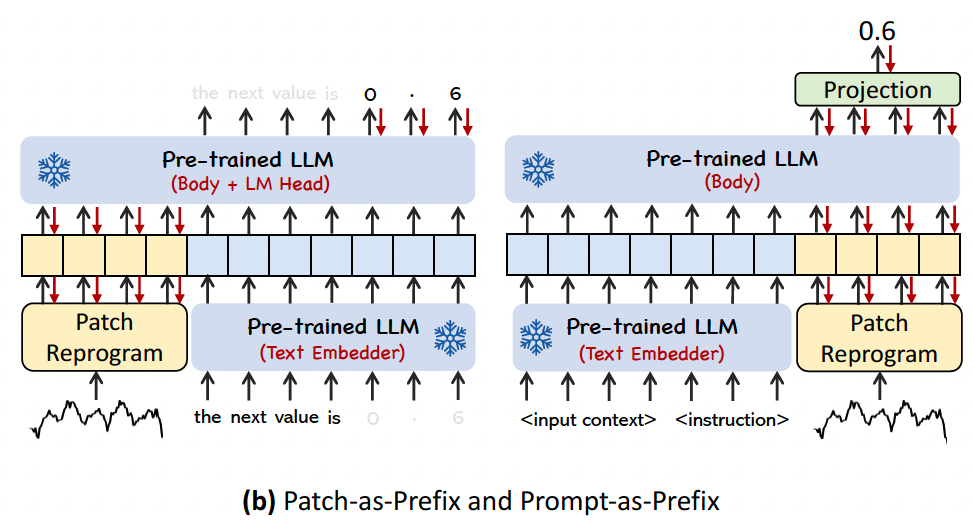 0.6
Projection
the next value is 0 . 6
Pre-trained LLM
(Body + LM Head)
Pre-trained LLM
(Body)
Patch
Reprogram
Pre-trained LLM
(Text Embedder)
Pre-trained LLM
(Text Embedder)
Patch
Reprogram
the next value is 0 . 6
<input context> <instruction>
(b) Patch-as-Prefix and Prompt-as-Prefix